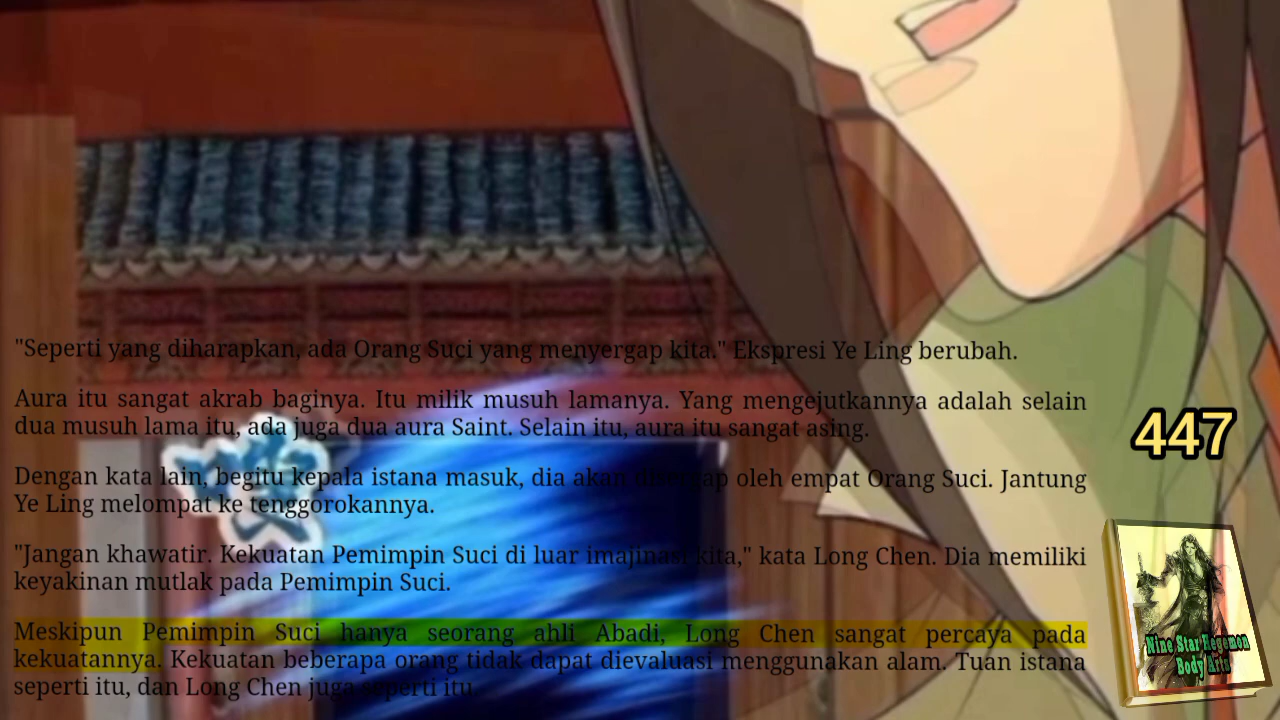 "Seperti yang diharapkan, ada Orang Suci yang menyergap kita." Ekspresi Ye Ling berubah.
Aura itu sangat akrab baginya. Itu milik musuh lamanya. Yang mengejutkannya adalah selain
dua musuh lama itu, ada juga dua aura Saint. Selain itu, aura itu sangat asing.
Dengan kata lain, begitu kepala istana masuk, dia akan disergap oleh empat Orang Suci. Jantung
Ye Ling melompat ke tenggorokannya.
"Jangan khawatir. Kekuatan Pemimpin Suci di luar imajinasi kita," kata Long Chen. Dia memiliki
keyakinan mutlak pada Pemimpin Suci.
Meskipun Pemimpin Suci hanya seorang ahli Abadi, Long Chen sangat percaya pada
kekuatannya. Kekuatan beberapa orang tidak dapat dievaluasi menggunakan alam. Tuan istana
seperti itu, dan Long Chen juga seperti itu.
447
Nine Star Hegemon
Body Arts